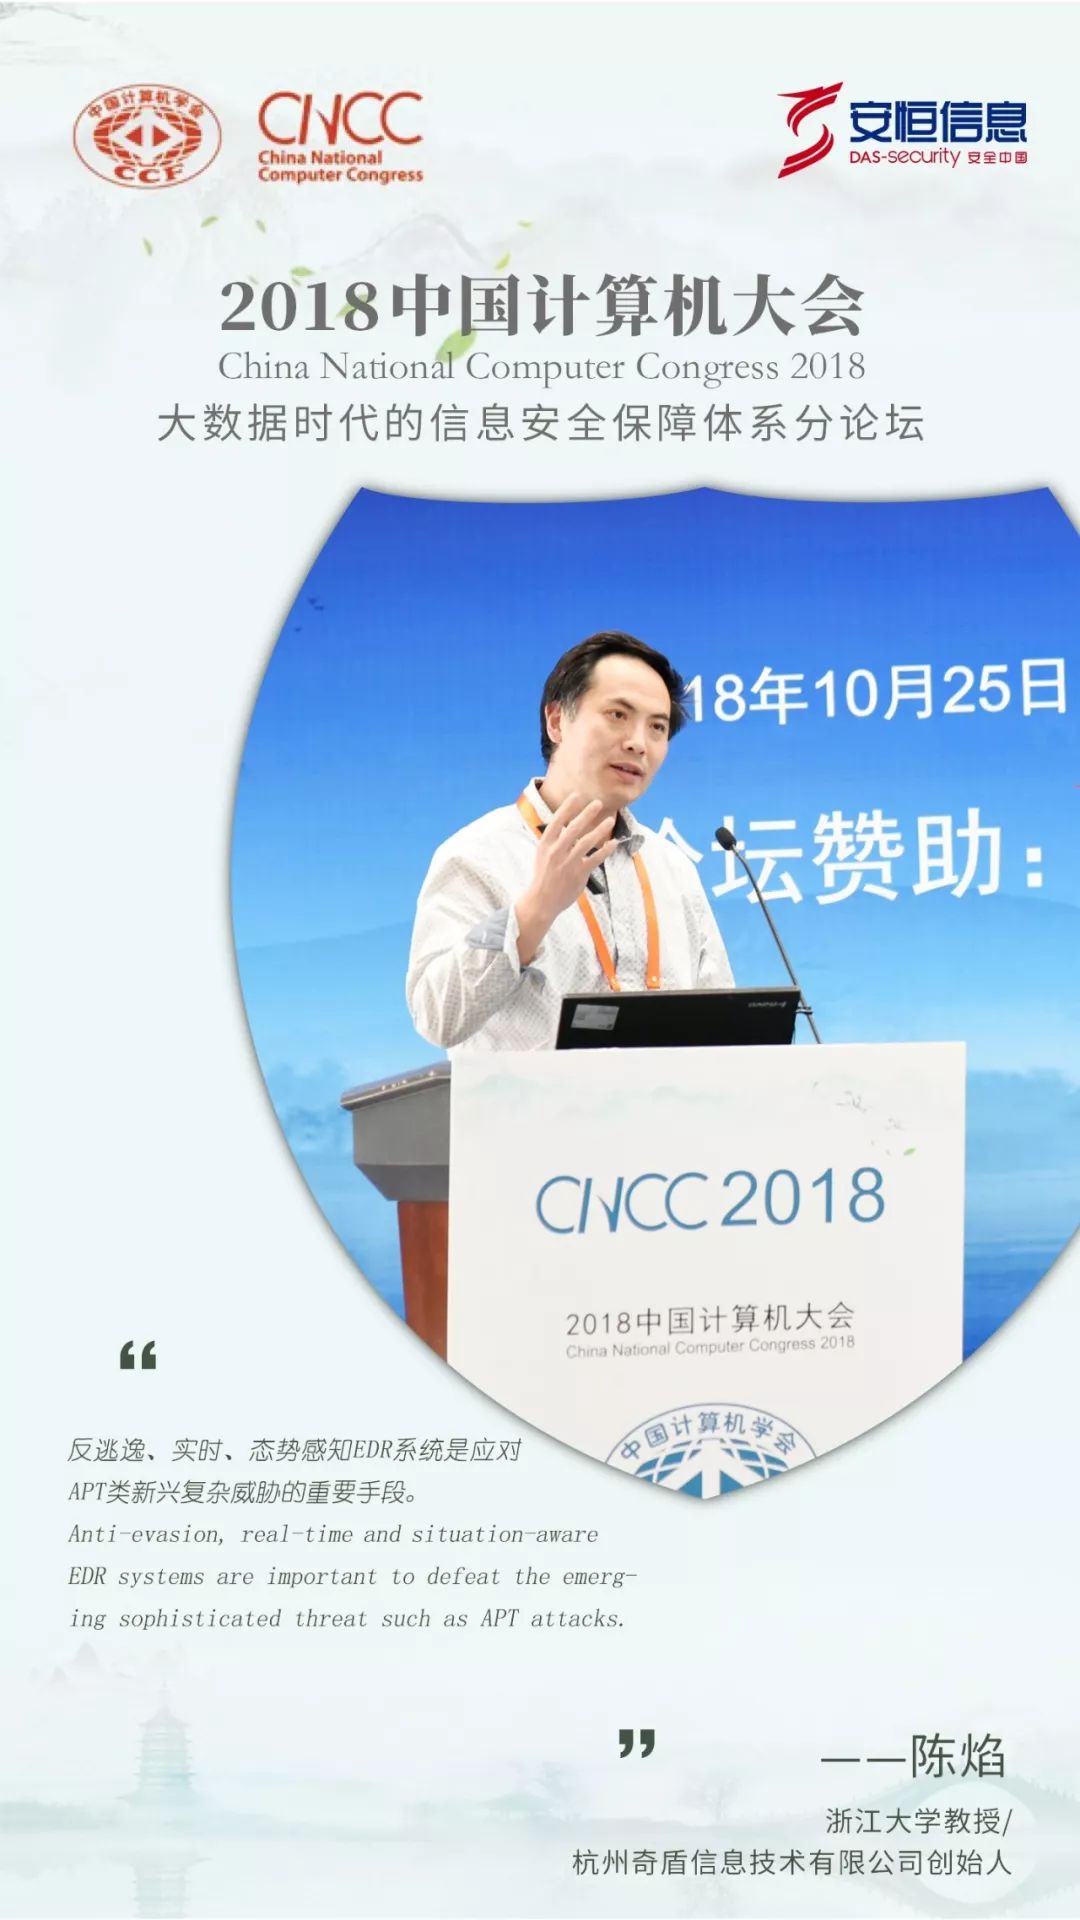 中国计算机学会
CCF
CNCC
China National
Computer Congress
安恒信息
DAS-security 安全中国
2018中国计算机大会
China National Computer Congress 2018
大数据时代的信息安全保障体系分论坛
18年10月25日
坛赞助：
lenovo
CNCC2018
2018中国计算机大会
China National Computer Congress 2018
中国计算机学会
“
反逃逸、实时、态势感知EDR系统是应对
APT类新兴复杂威胁的重要手段。
Anti-evasion, real-time and situation-aware
EDR systems are important to defeat the emerg-
ing sophisticated threat such as APT attacks.
”
——陈焰
浙江大学教授/
杭州奇盾信息技术有限公司创始人